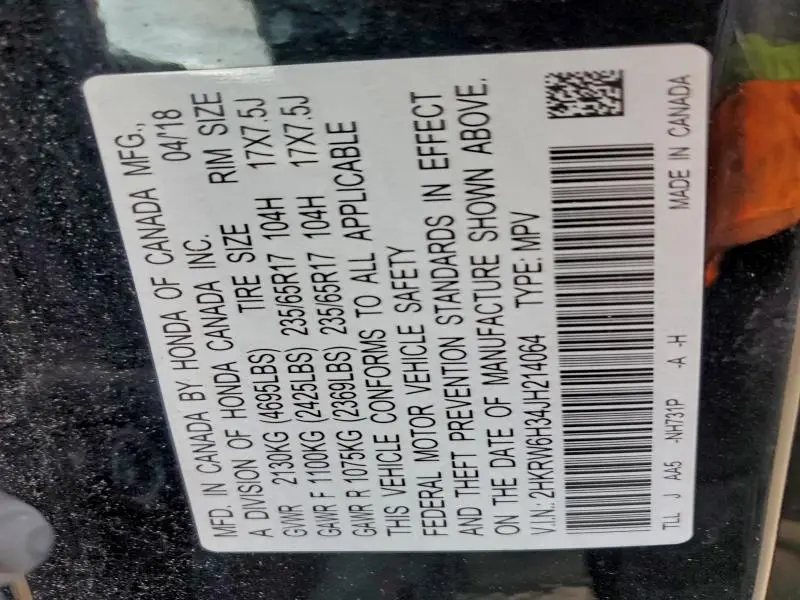 MFD. IN CANADA BY HONDA OF CANADA MFG.,
A DIVISION OF HONDA CANADA INC. 04/18
GVWR 2130KG (4695LBS) TIRE SIZE RIM SIZE
GAWR F 1100KG (2425LBS) 235/65R17 104H 17X7.5J
GAWR R 1075KG (2369LBS) 235/65R17 104H 17X7.5J
THIS VEHICLE CONFORMS TO ALL APPLICABLE
FEDERAL MOTOR VEHICLE SAFETY
AND THEFT PREVENTION STANDARDS IN EFFECT
ON THE DATE OF MANUFACTURE SHOWN ABOVE.
V.I.N.: 2HKRW6H34JH214064 TYPE: MPV
TLL J AA5 -NH731P -A -H MADE IN CANADA